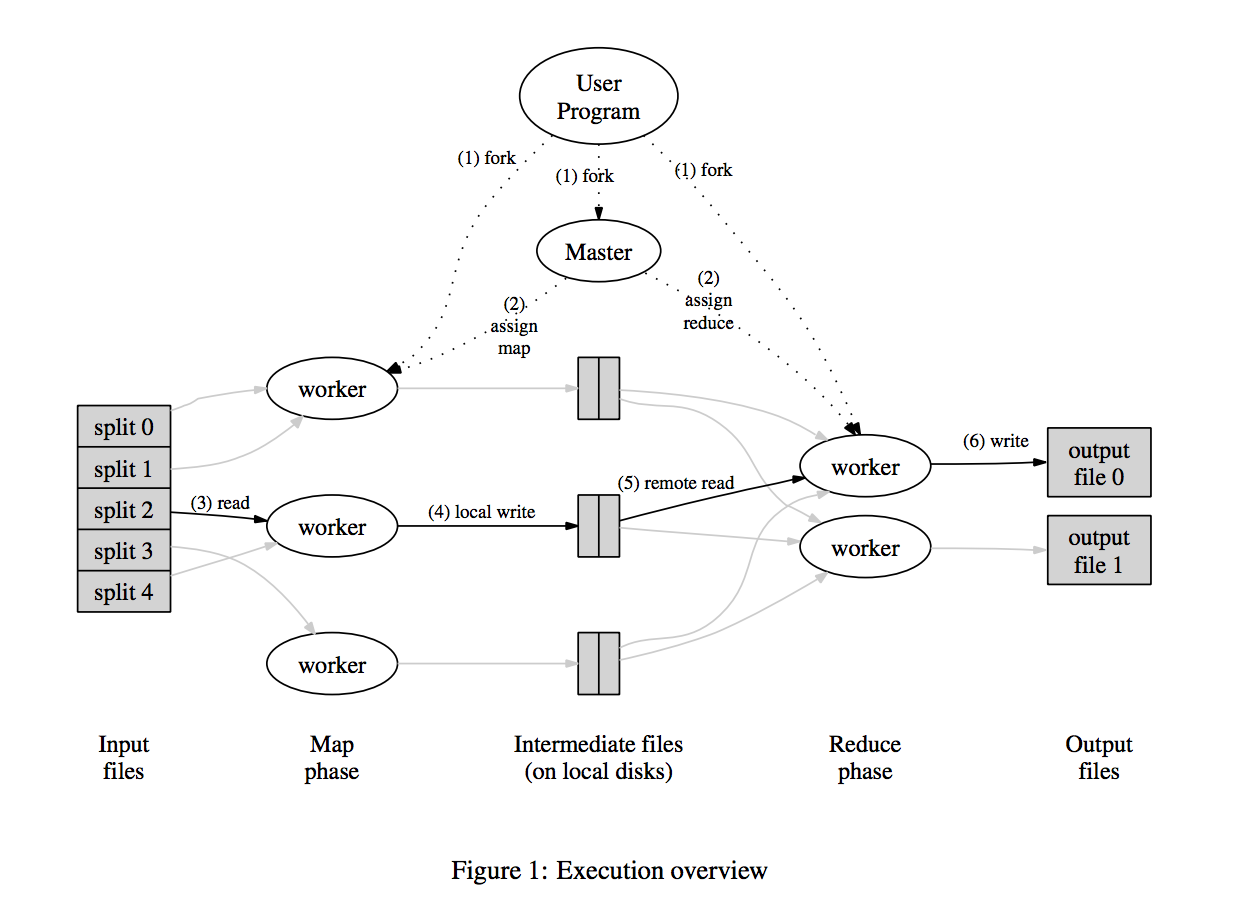 User
Program
(1) fork
(1) fork
(1) fork
Master
(2)
assign
map
(2)
assign
reduce
worker
split 0
split 1
split 2
split 3
split 4
(3) read
worker
(4) local write
worker
(5) remote read
worker
worker
(6) write
output
file 0
output
file 1
Input
files
Map
phase
Intermediate files
(on local disks)
Reduce
phase
Output
files
Figure 1: Execution overview